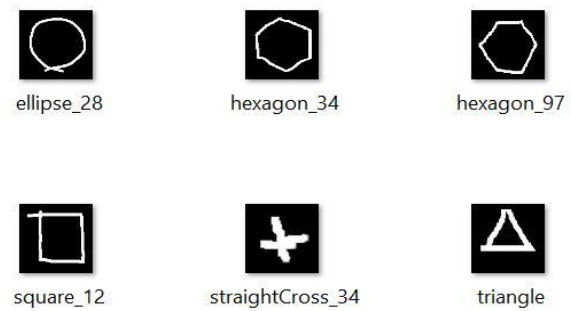 ellipse_28
hexagon_34
hexagon_97
square_12
straightCross_34
triangle